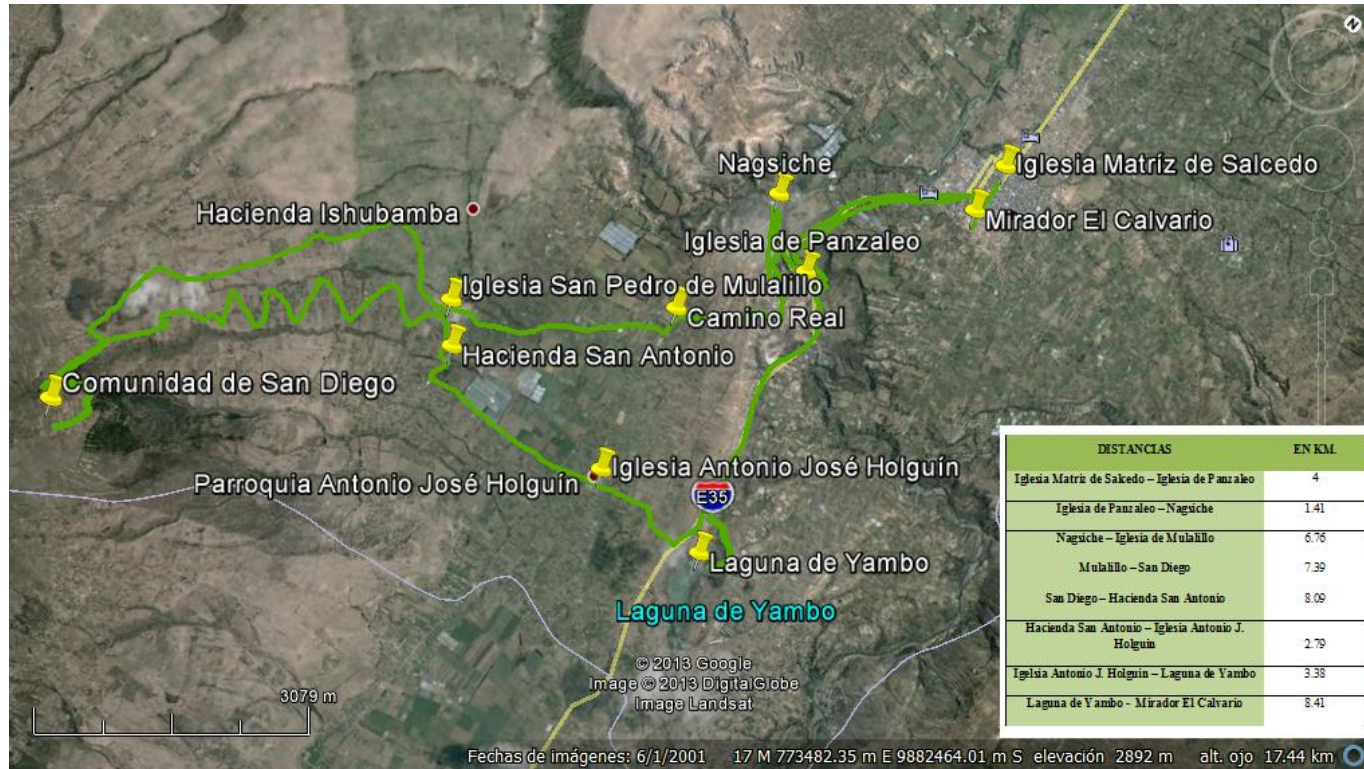 N
Nagsiche
Iglesia Matríz de Salcedo
Hacienda Ishubamba
Mirador El Calvario
Iglesia de Panzaleo
Iglesia San Pedro de Mulalillo
Camino Real
Hacienda San Antonio
Comunidad de San Diego
Iglesia Antonio José Holguín
Parroquia Antonio José Holguín
E35
Laguna de Yambo
Laguna de Yambo
DISTANCIAS EN KM.
Iglesia Matriz de Salcedo – Iglesia de Panzaleo 4
Iglesia de Panzaleo – Nagsiche 1.41
Nagsiche – Iglesia de Mulalillo 6.76
Mulalillo – San Diego 7.39
San Diego – Hacienda San Antonio 8.09
Hacienda San Antonio – Iglesia Antonio J.
Holguin 2.79
Igelsia Antonio J. Holguin – Laguna de Yambo 3.38
Laguna de Yambo - Mirador El Calvario 8.41
© 2013 Google
Image © 2013 DigitalGlobe
Image Landsat
3079 m
Fechas de imágenes: 6/1/2001 17 M 773482.35 m E 9882464.01 m S elevación 2892 m alt. ojo 17.44 km